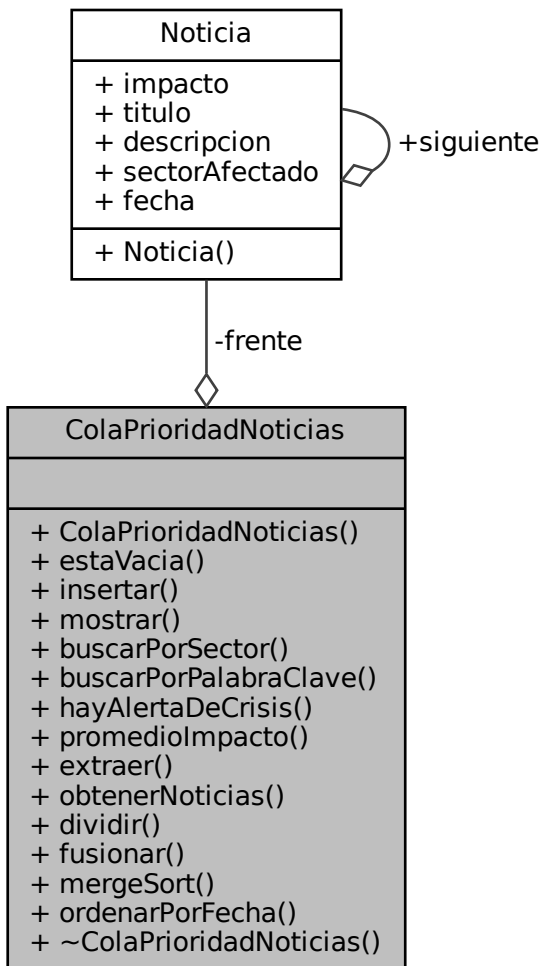 Noticia
+ impacto
+ titulo
+ descripcion
+ sectorAfectado
+ fecha
+ Noticia()
+siguiente
-frente
ColaPrioridadNoticias
+ ColaPrioridadNoticias()
+ estaVacia()
+ insertar()
+ mostrar()
+ buscarPorSector()
+ buscarPorPalabraClave()
+ hayAlertaDeCrisis()
+ promedioImpacto()
+ extraer()
+ obtenerNoticias()
+ dividir()
+ fusionar()
+ mergeSort()
+ ordenarPorFecha()
+ ~ColaPrioridadNoticias()